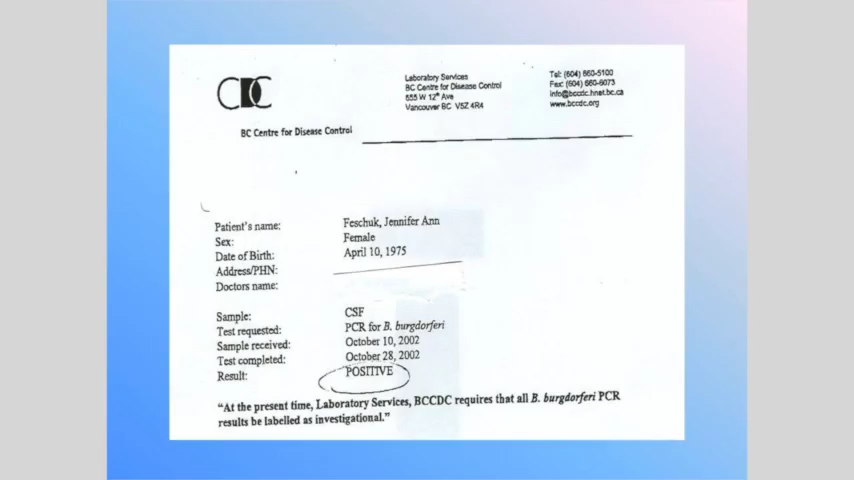 CDC
BC Centre for Disease Control
Laboratory Services
BC Centre for Disease Control
655 W 12th Ave
Vancouver BC V5Z 4R4
Tel: (604) 660-5100
Fax: (604) 660-6073
info@bccdc.hnet.bc.ca
www.bccdc.org
Patient's name: Feschuk, Jennifer Ann
Sex: Female
Date of Birth: April 10, 1975
Address/PHN:
Doctors name:
Sample: CSF
Test requested: PCR for B. burgdorferi
Sample received: October 10, 2002
Test completed: October 28, 2002
Result: POSITIVE
“At the present time, Laboratory Services, BCCDC requires that all B. burgdorferi PCR
results be labelled as investigational.”